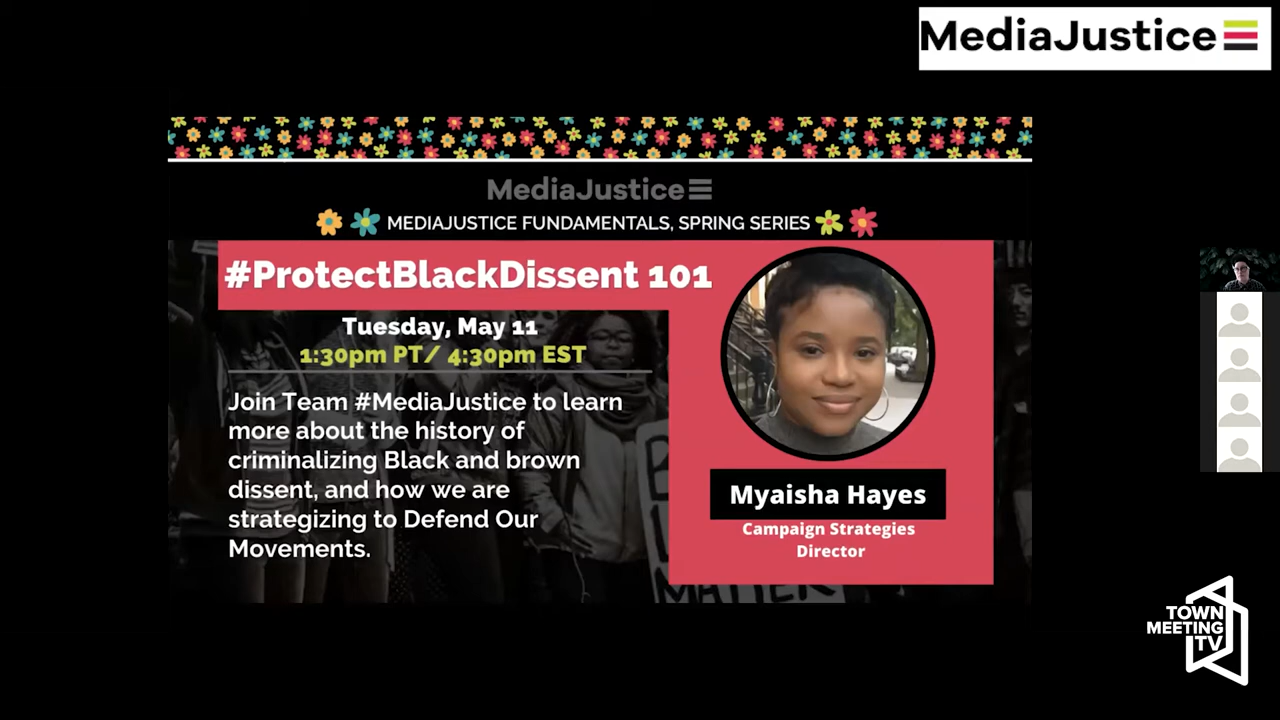 MediaJustice
MediaJustice
MEDIAJUSTICE FUNDAMENTALS, SPRING SERIES
#ProtectBlackDissent 101
Tuesday, May 11
1:30pm PT/ 4:30pm EST
Join Team #MediaJustice to learn
more about the history of
criminalizing Black and brown
dissent, and how we are
strategizing to Defend Our
Movements.
Myaisha Hayes
Campaign Strategies
Director
MATTER
TOWN
MEETING
TV